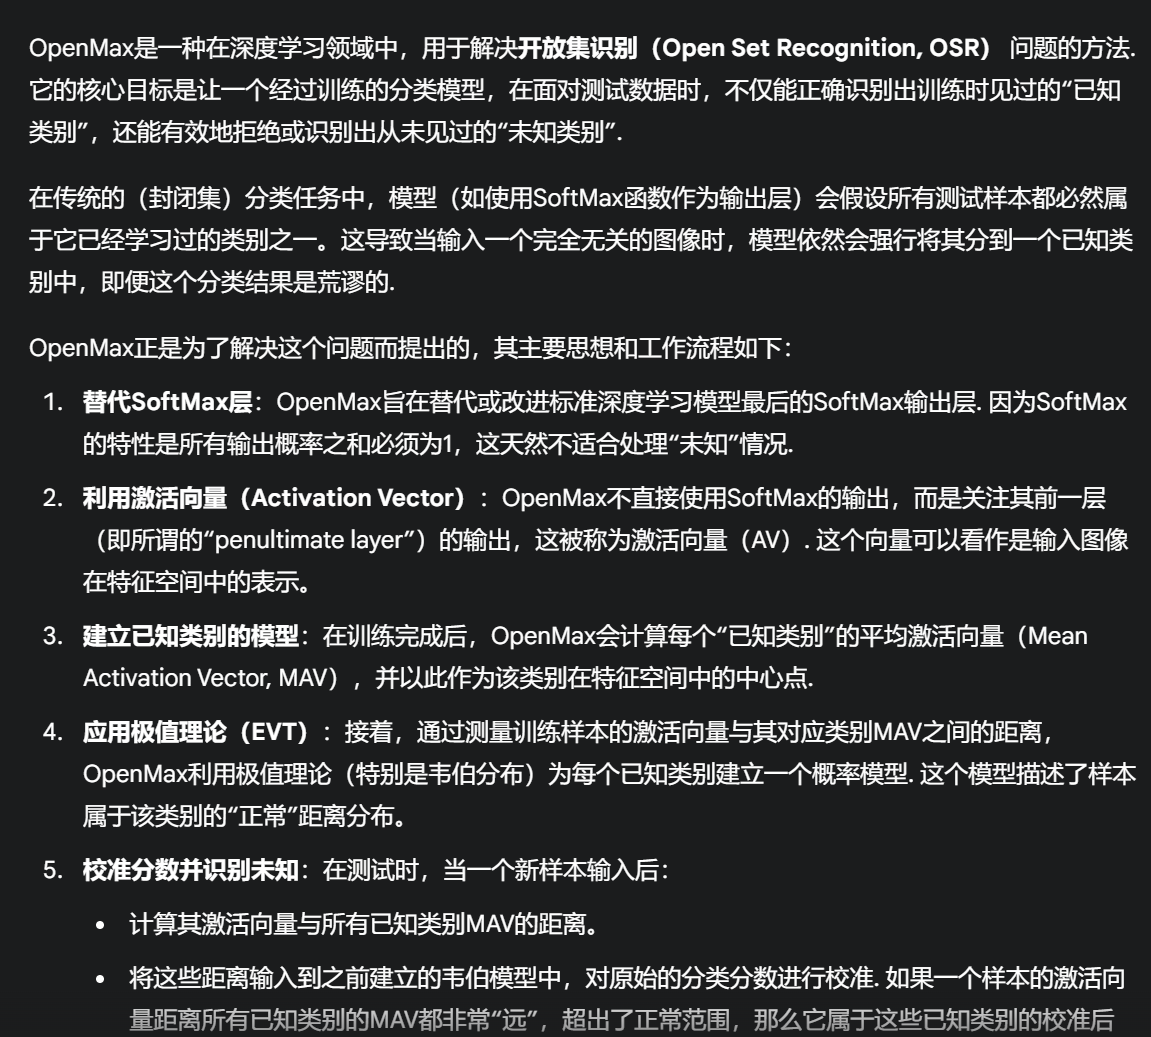 OpenMax是一种在深度学习领域中，用于解决开放集识别（Open Set Recognition, OSR） 问题的方法.
它的核心目标是让一个经过训练的分类模型，在面对测试数据时，不仅能正确识别出训练时见过的“已知
类别”，还能有效地拒绝或识别出从未见过的“未知类别”.
在传统的（封闭集）分类任务中，模型（如使用SoftMax函数作为输出层）会假设所有测试样本都必然属
于它已经学习过的类别之一。这导致当输入一个完全无关的图像时，模型依然会强行将其分到一个已知类
别中，即便这个分类结果是荒谬的.
OpenMax正是为了解决这个问题而提出的，其主要思想和工作流程如下：
1. 替代SoftMax层：OpenMax旨在替代或改进标准深度学习模型最后的SoftMax输出层. 因为SoftMax
的特性是所有输出概率之和必须为1，这天然不适合处理“未知”情况.
2. 利用激活向量（Activation Vector）：OpenMax不直接使用SoftMax的输出，而是关注其前一层
（即所谓的“penultimate layer”）的输出，这被称为激活向量（AV）. 这个向量可以看作是输入图像
在特征空间中的表示。
3. 建立已知类别的模型：在训练完成后，OpenMax会计算每个“已知类别”的平均激活向量（Mean
Activation Vector, MAV），并以此作为该类别在特征空间中的中心点.
4. 应用极值理论（EVT）：接着，通过测量训练样本的激活向量与其对应类别MAV之间的距离，
OpenMax利用极值理论（特别是韦伯分布）为每个已知类别建立一个概率模型. 这个模型描述了样本
属于该类别的“正常”距离分布。
5. 校准分数并识别未知：在测试时，当一个新样本输入后：
• 计算其激活向量与所有已知类别MAV的距离。
• 将这些距离输入到之前建立的韦伯模型中，对原始的分类分数进行校准. 如果一个样本的激活向
量距离所有已知类别的MAV都非常“远”，超出了正常范围，那么它属于这些已知类别的校准后